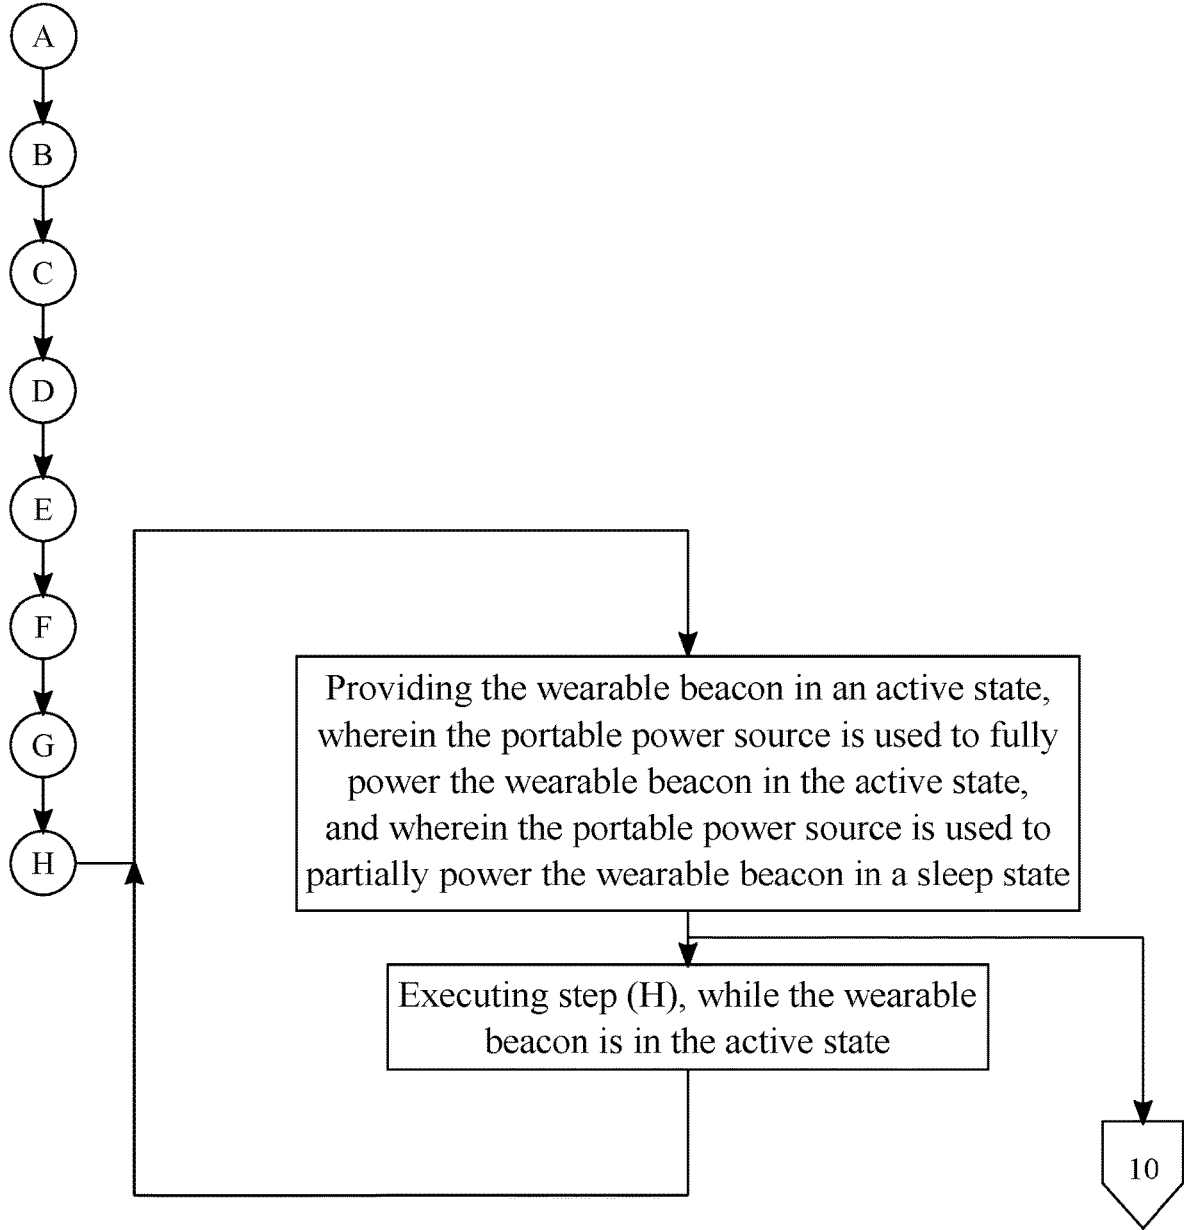 A
B
C
D
E
F
G
H
Providing the wearable beacon in an active state,
wherein the portable power source is used to fully
power the wearable beacon in the active state,
and wherein the portable power source is used to
partially power the wearable beacon in a sleep state
Executing step (H), while the wearable
beacon is in the active state
10